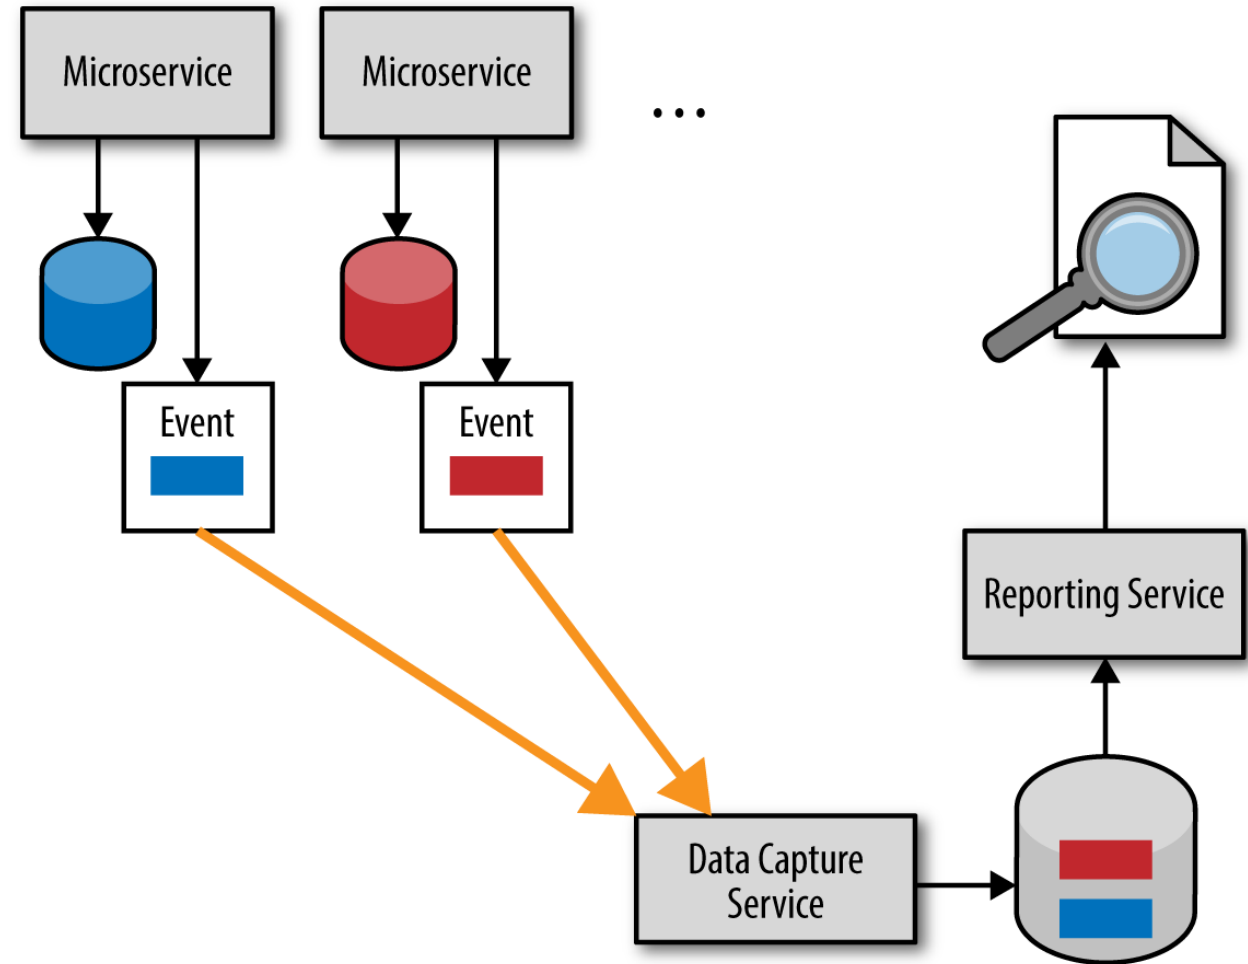 Microservice
Microservice
...
Event
Event
Reporting Service
Data Capture
Service